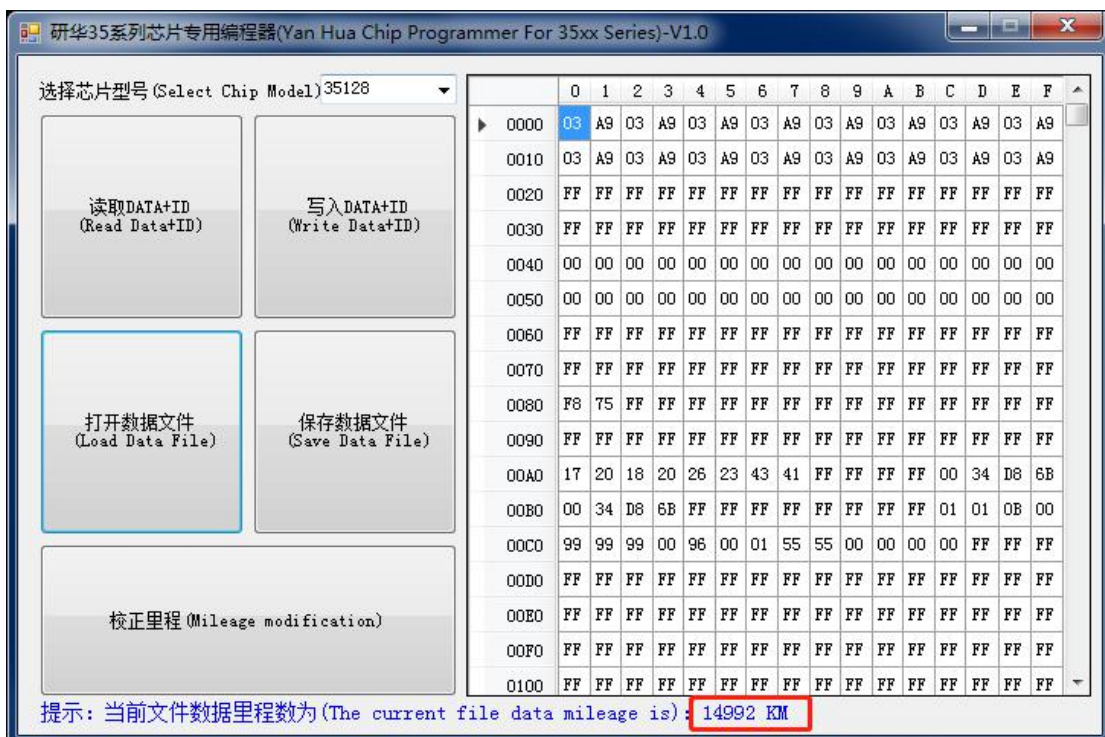 研华35系列芯片专用编程器(Yan Hua Chip Programmer For 35xx Series)-V1.0
选择芯片型号(Select Chip Model) 35128
读取DATA+ID
(Read Data+ID)
写入DATA+ID
(Write Data+ID)
打开数据文件
(Load Data File)
保存数据文件
(Save Data File)
校正里程(Mileage modification)
0 1 2 3 4 5 6 7 8 9 A B C D E F
0000 03 A9 03 A9 03 A9 03 A9 03 A9 03 A9 03 A9 03 A9
0010 03 A9 03 A9 03 A9 03 A9 03 A9 03 A9 03 A9 03 A9
0020 FF FF FF FF FF FF FF FF FF FF FF FF FF FF FF FF
0030 FF FF FF FF FF FF FF FF FF FF FF FF FF FF FF FF
0040 00 00 00 00 00 00 00 00 00 00 00 00 00 00 00 00
0050 00 00 00 00 00 00 00 00 00 00 00 00 00 00 00 00
0060 FF FF FF FF FF FF FF FF FF FF FF FF FF FF FF FF
0070 FF FF FF FF FF FF FF FF FF FF FF FF FF FF FF FF
0080 F8 75 FF FF FF FF FF FF FF FF FF FF FF FF FF FF
0090 FF FF FF FF FF FF FF FF FF FF FF FF FF FF FF FF
00A0 17 20 18 20 26 23 43 41 FF FF FF FF 00 34 D8 6B
00B0 00 34 D8 6B FF FF FF FF FF FF FF FF 01 01 0B 00
00C0 99 99 99 00 96 00 01 55 55 00 00 00 00 FF FF FF
00D0 FF FF FF FF FF FF FF FF FF FF FF FF FF FF FF FF
00E0 FF FF FF FF FF FF FF FF FF FF FF FF FF FF FF FF
00F0 FF FF FF FF FF FF FF FF FF FF FF FF FF FF FF FF
0100 FF FF FF FF FF FF FF FF FF FF FF FF FF FF FF FF
提示：当前文件数据里程数为(The current file data mileage is)：14992 KM